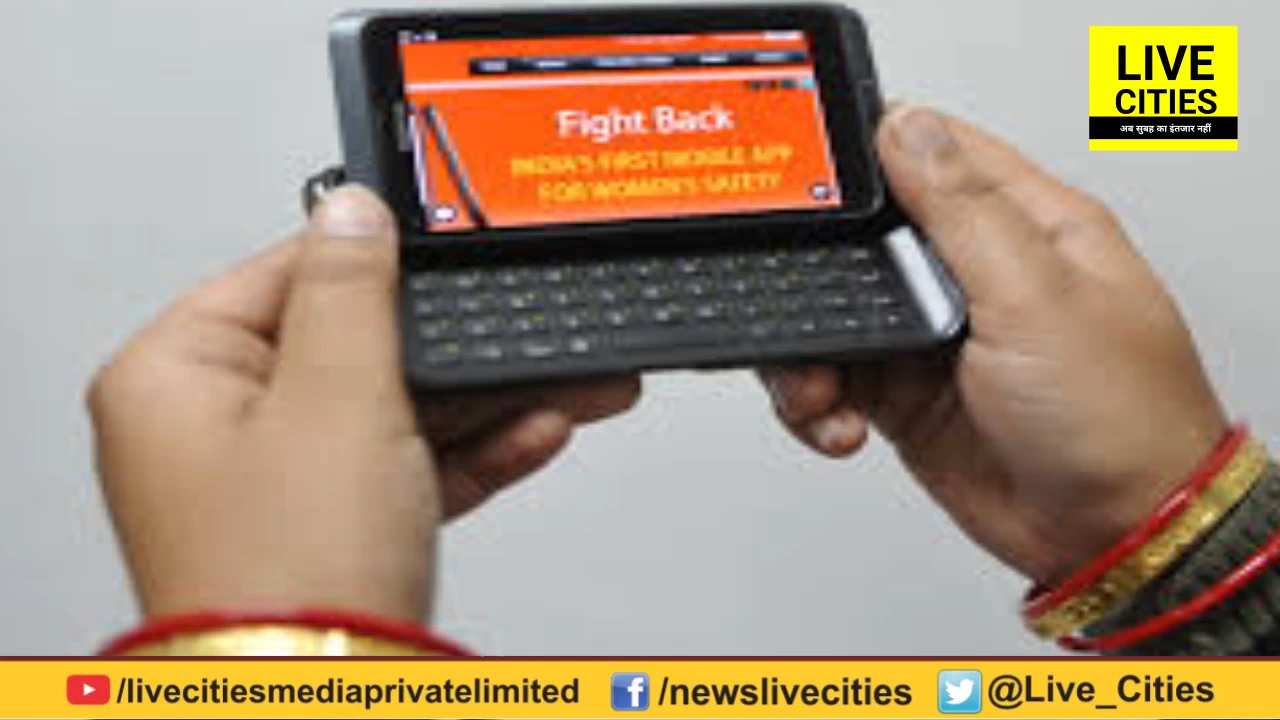 LIVE
CITIES
अब सुबह का इंतजार नहीं
Fight Back
INDIA'S FIRST MOBILE APP
FOR WOMEN'S SAFETY
/livecitiesmediaprivatelimited
f /newslivecities
@Live_Cities